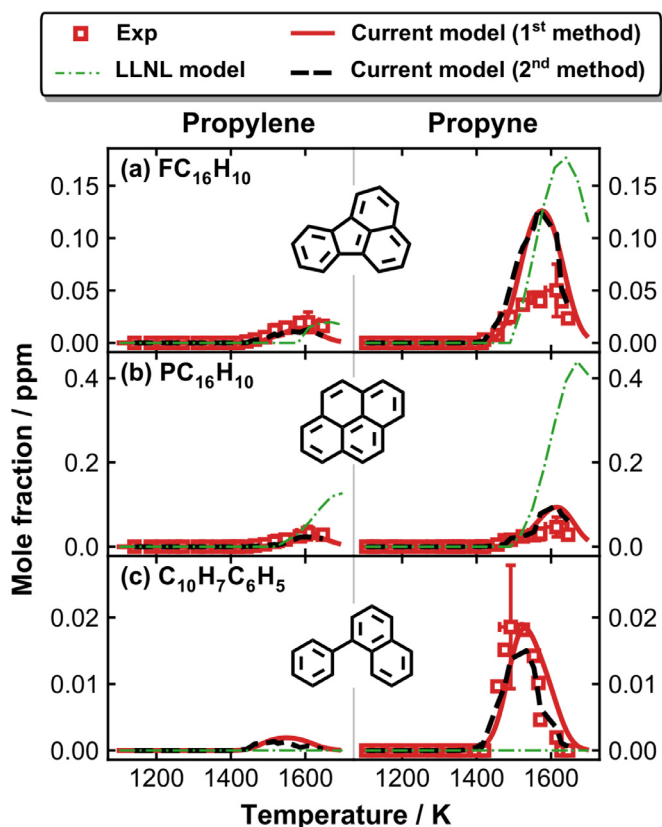 Exp
Current model (1st method)
LLNL model
Current model (2nd method)
Propylene
Propyne
(a) FC16H10
0.15
0.10
0.05
0.00
0.15
0.10
0.05
0.00
(b) PC16H10
0.4
0.2
0.0
0.4
0.2
0.0
(c) C10H7C6H5
0.02
0.01
0.00
0.02
0.01
0.00
Mole fraction / ppm
1200 1400 1600 1200 1400 1600
Temperature / K